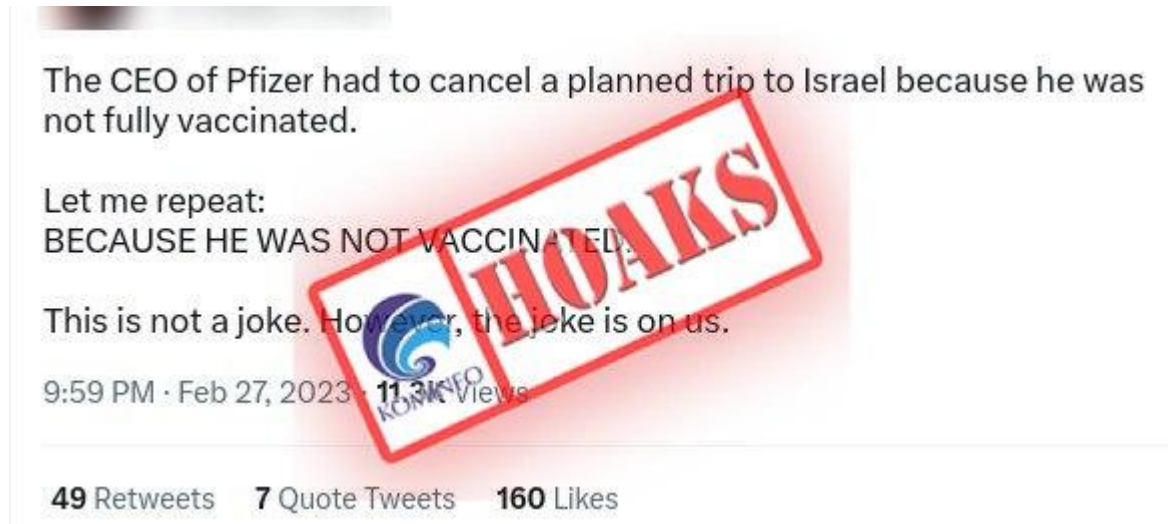 The CEO of Pfizer had to cancel a planned trip to Israel because he was
not fully vaccinated.
Let me repeat:
BECAUSE HE WAS NOT VACCINATED.
This is not a joke. However, the joke is on us.
9:59 PM · Feb 27, 2023 · 11.3K Views
KOMINFO
HOAKS
49 Retweets 7 Quote Tweets 160 Likes